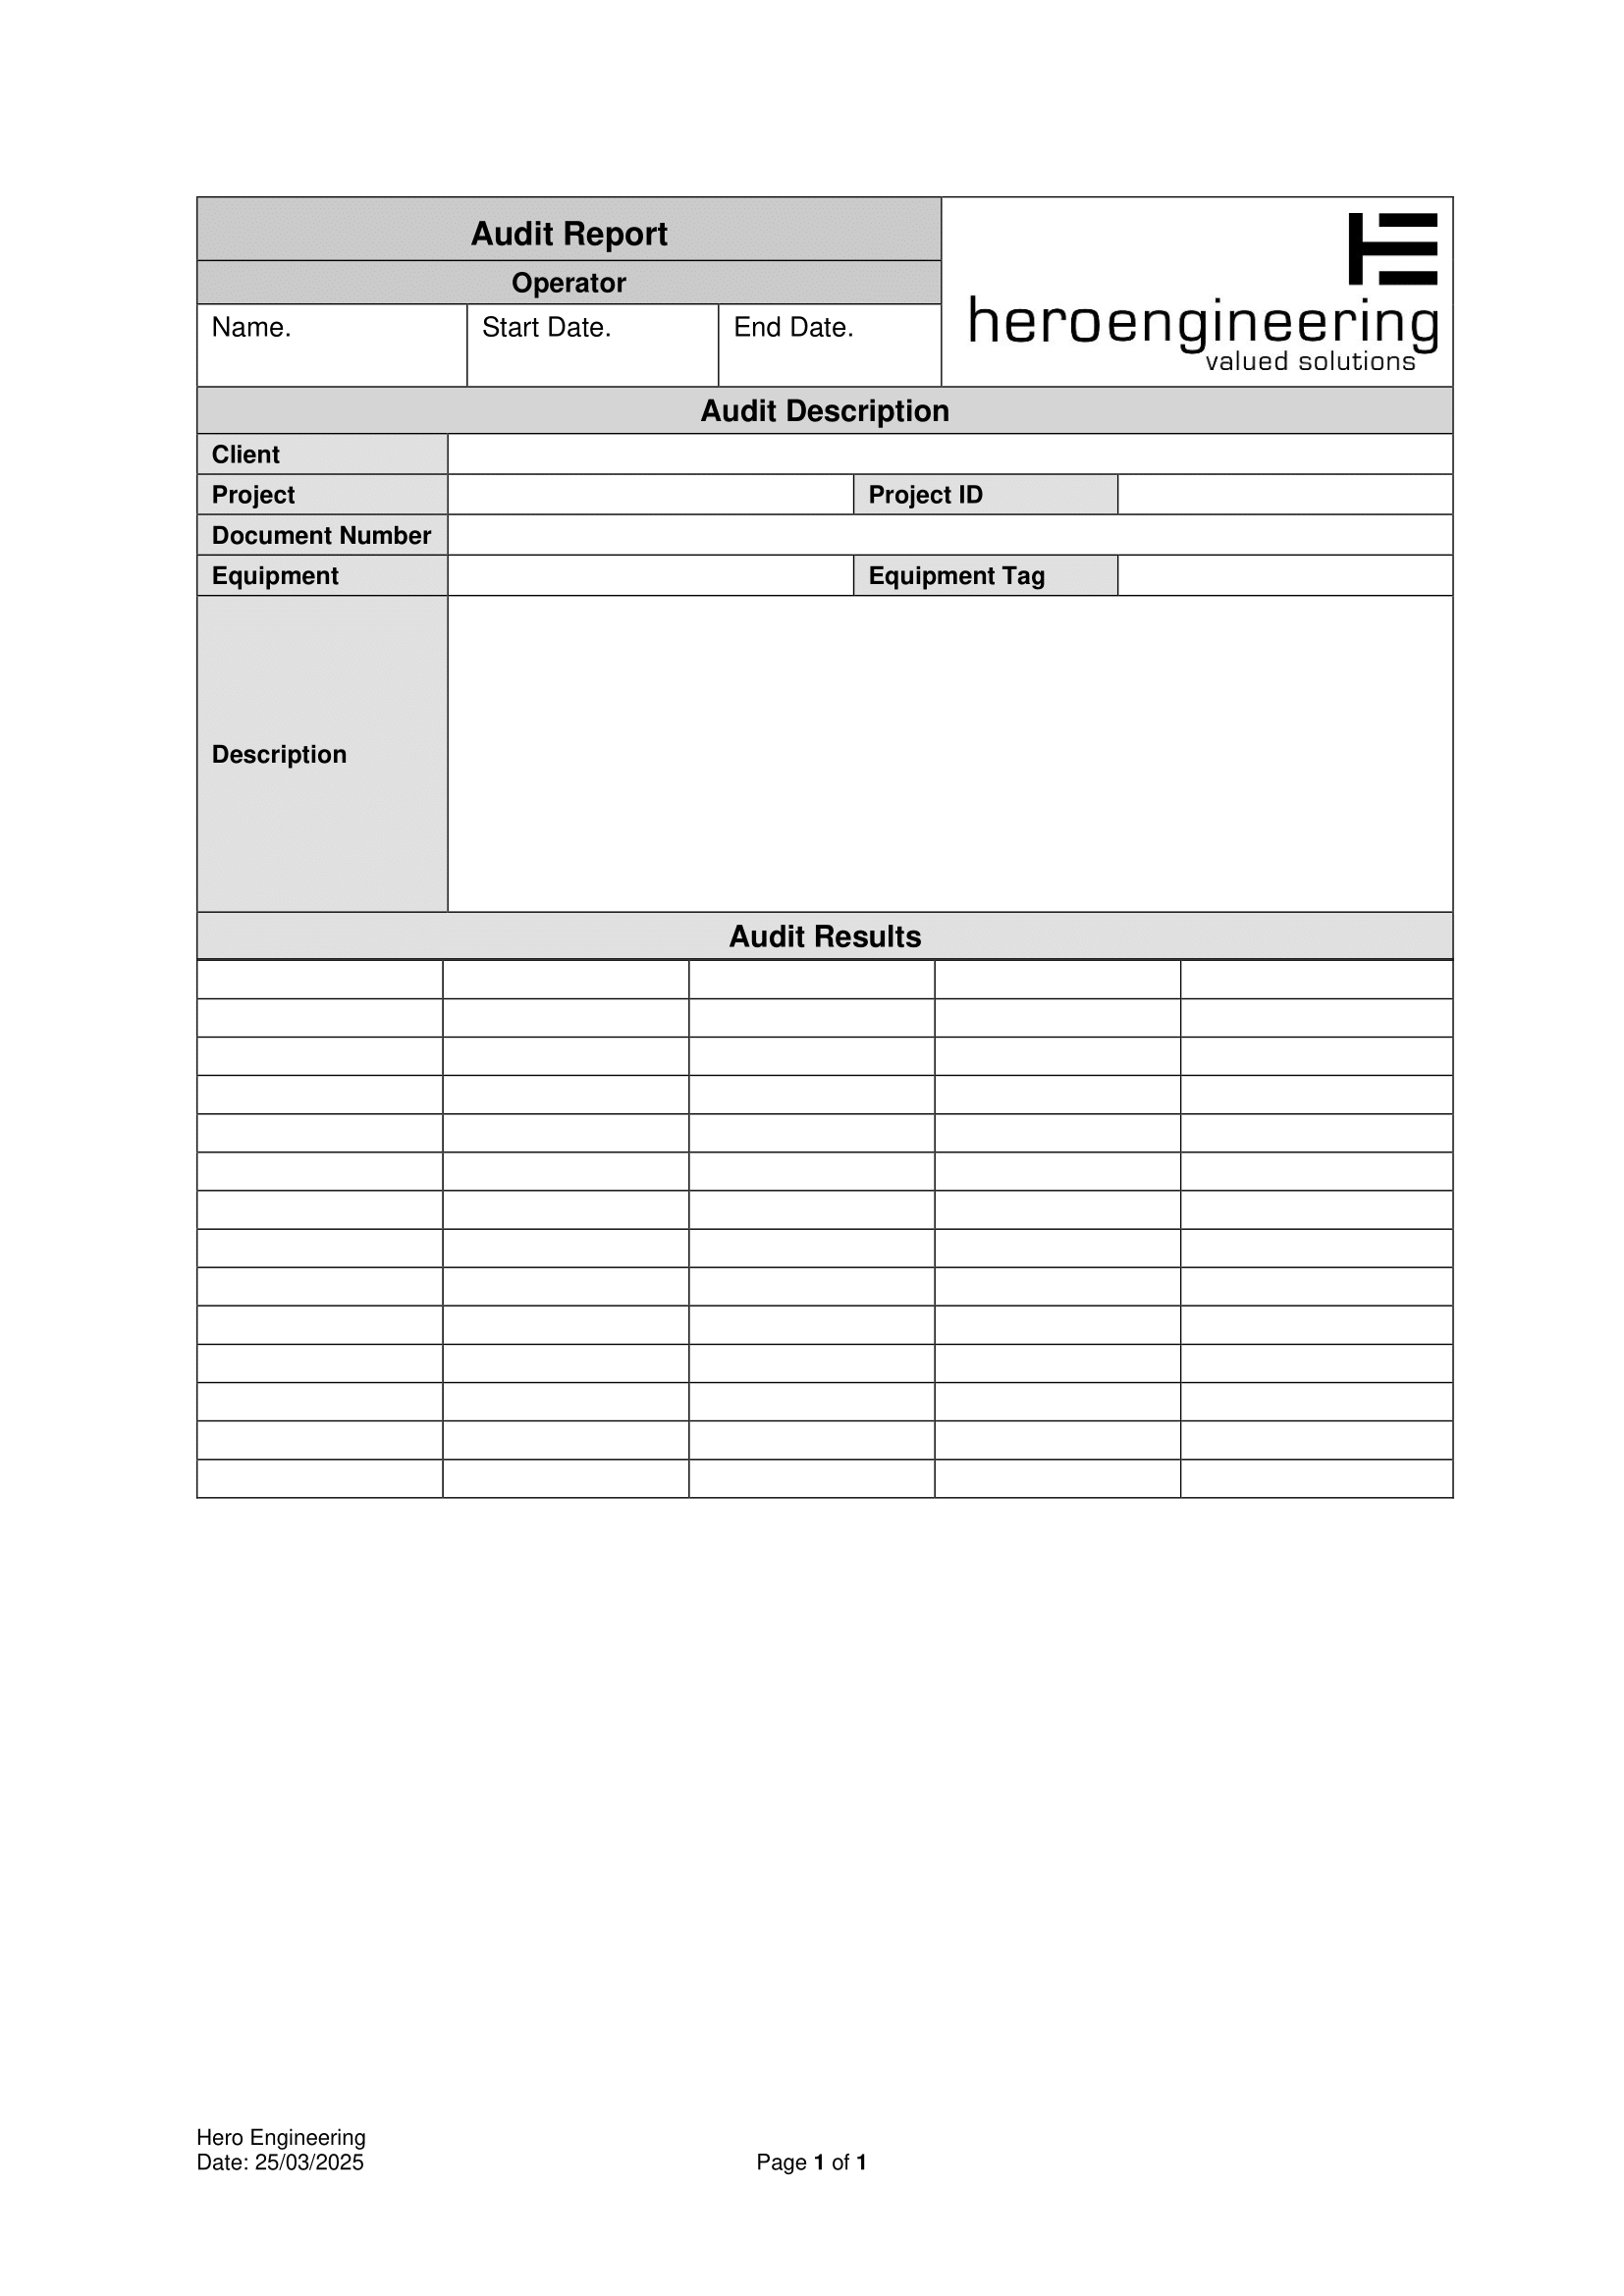 Audit Report
Operator
Name.
Start Date.
End Date.
heroengineering
valued solutions
Audit Description
Client
Project
Project ID
Document Number
Equipment
Equipment Tag
Description
Audit Results
Hero Engineering
Date: 25/03/2025
Page 1 of 1